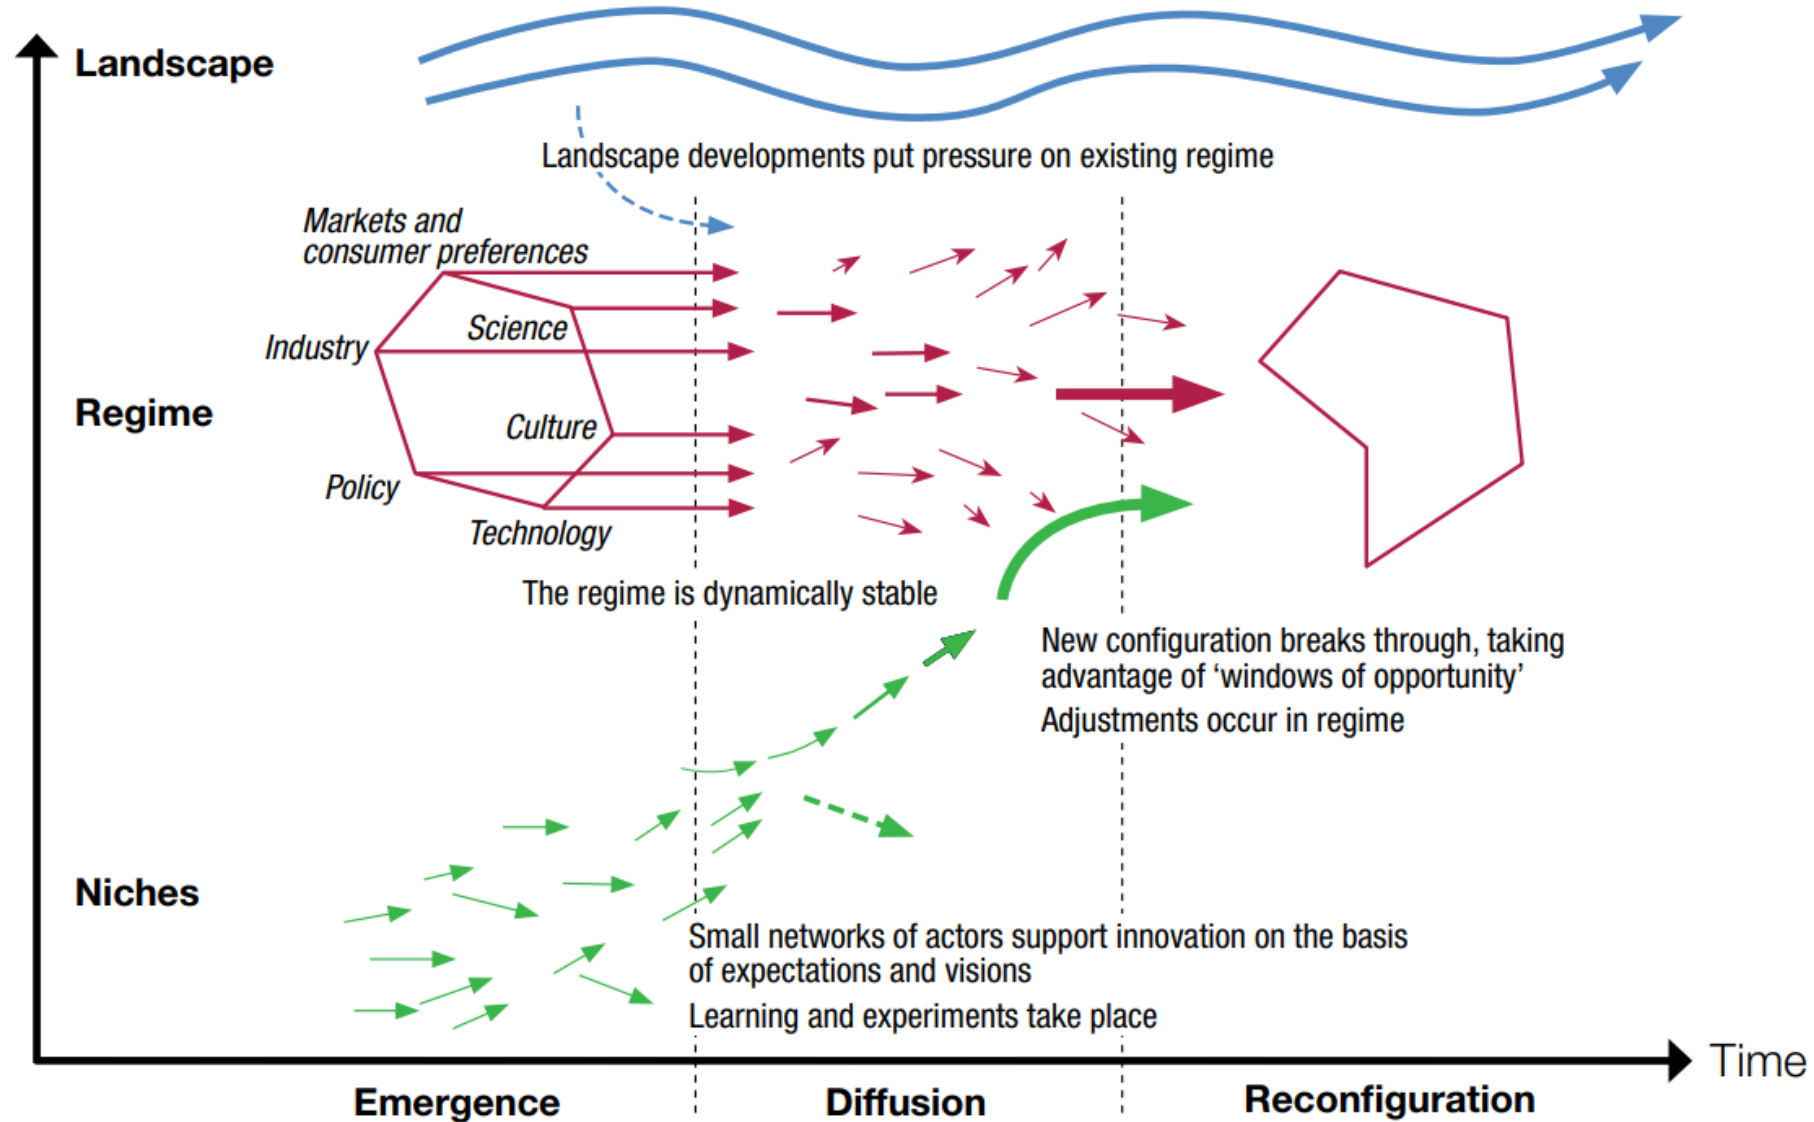 Landscape
Landscape developments put pressure on existing regime
Markets and
consumer preferences
Science
Industry
Regime
Culture
Policy
Technology
The regime is dynamically stable
New configuration breaks through, taking
advantage of ‘windows of opportunity’
Adjustments occur in regime
Niches
Small networks of actors support innovation on the basis
of expectations and visions
Learning and experiments take place
Time
Emergence
Diffusion
Reconfiguration